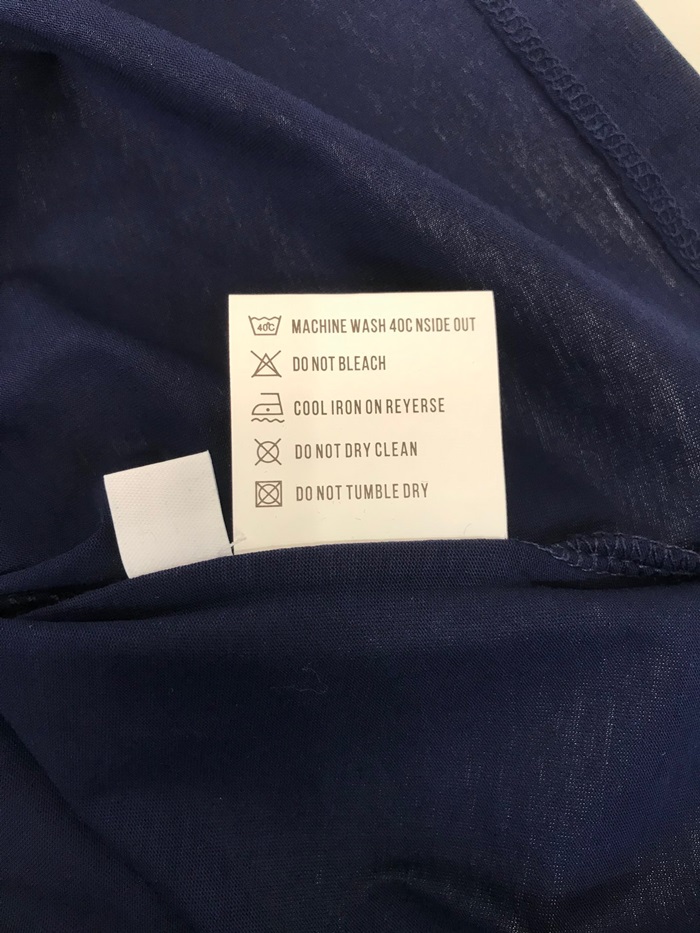 40C MACHINE WASH 40C NSIDE OUT
DO NOT BLEACH
COOL IRON ON REYERSE
DO NOT DRY CLEAN
DO NOT TUMBLE DRY